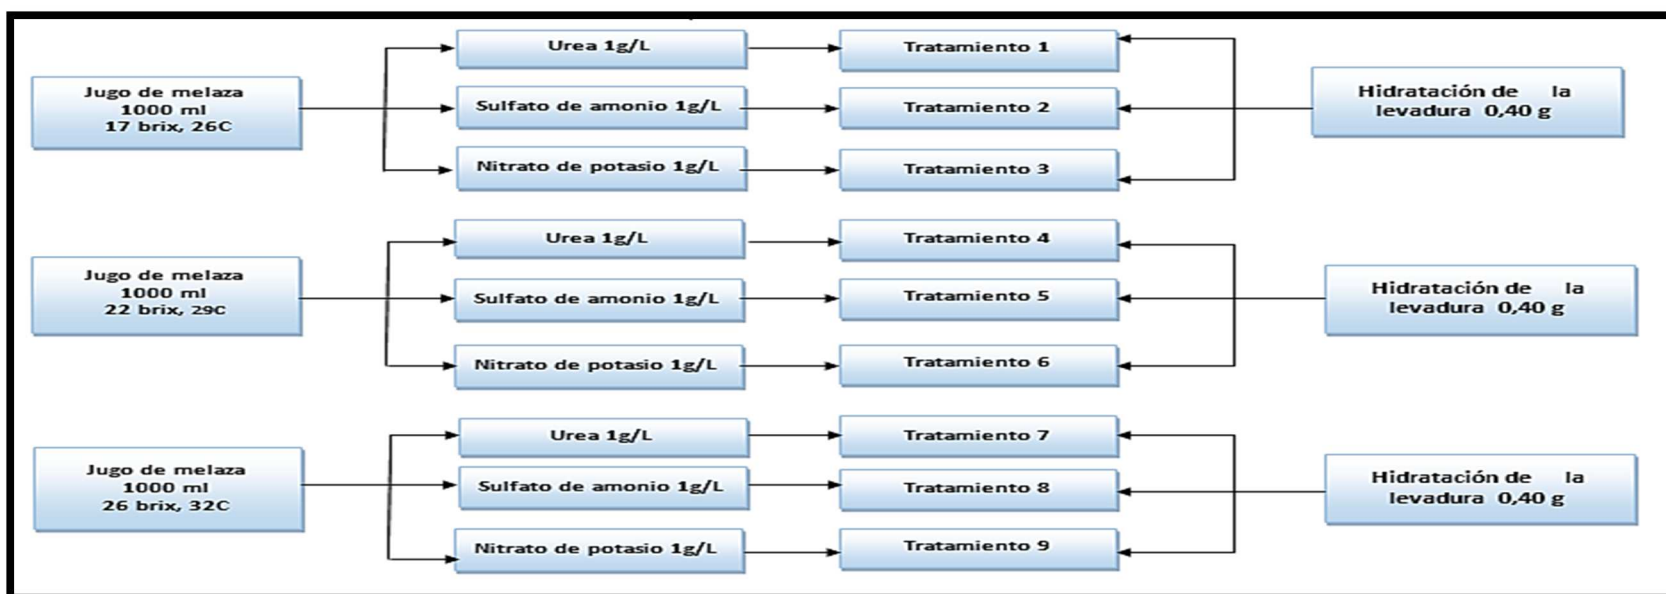 Jugo de melaza
1000 ml
17 brix, 26C
Urea 1g/L
Tratamiento 1
Sulfato de amonio 1g/L
Tratamiento 2
Nitrato de potasio 1g/L
Tratamiento 3
Hidratación de la
levadura 0,40 g
Jugo de melaza
1000 ml
22 brix, 29C
Urea 1g/L
Tratamiento 4
Sulfato de amonio 1g/L
Tratamiento 5
Nitrato de potasio 1g/L
Tratamiento 6
Hidratación de la
levadura 0,40 g
Jugo de melaza
1000 ml
26 brix, 32C
Urea 1g/L
Tratamiento 7
Sulfato de amonio 1g/L
Tratamiento 8
Nitrato de potasio 1g/L
Tratamiento 9
Hidratación de la
levadura 0,40 g